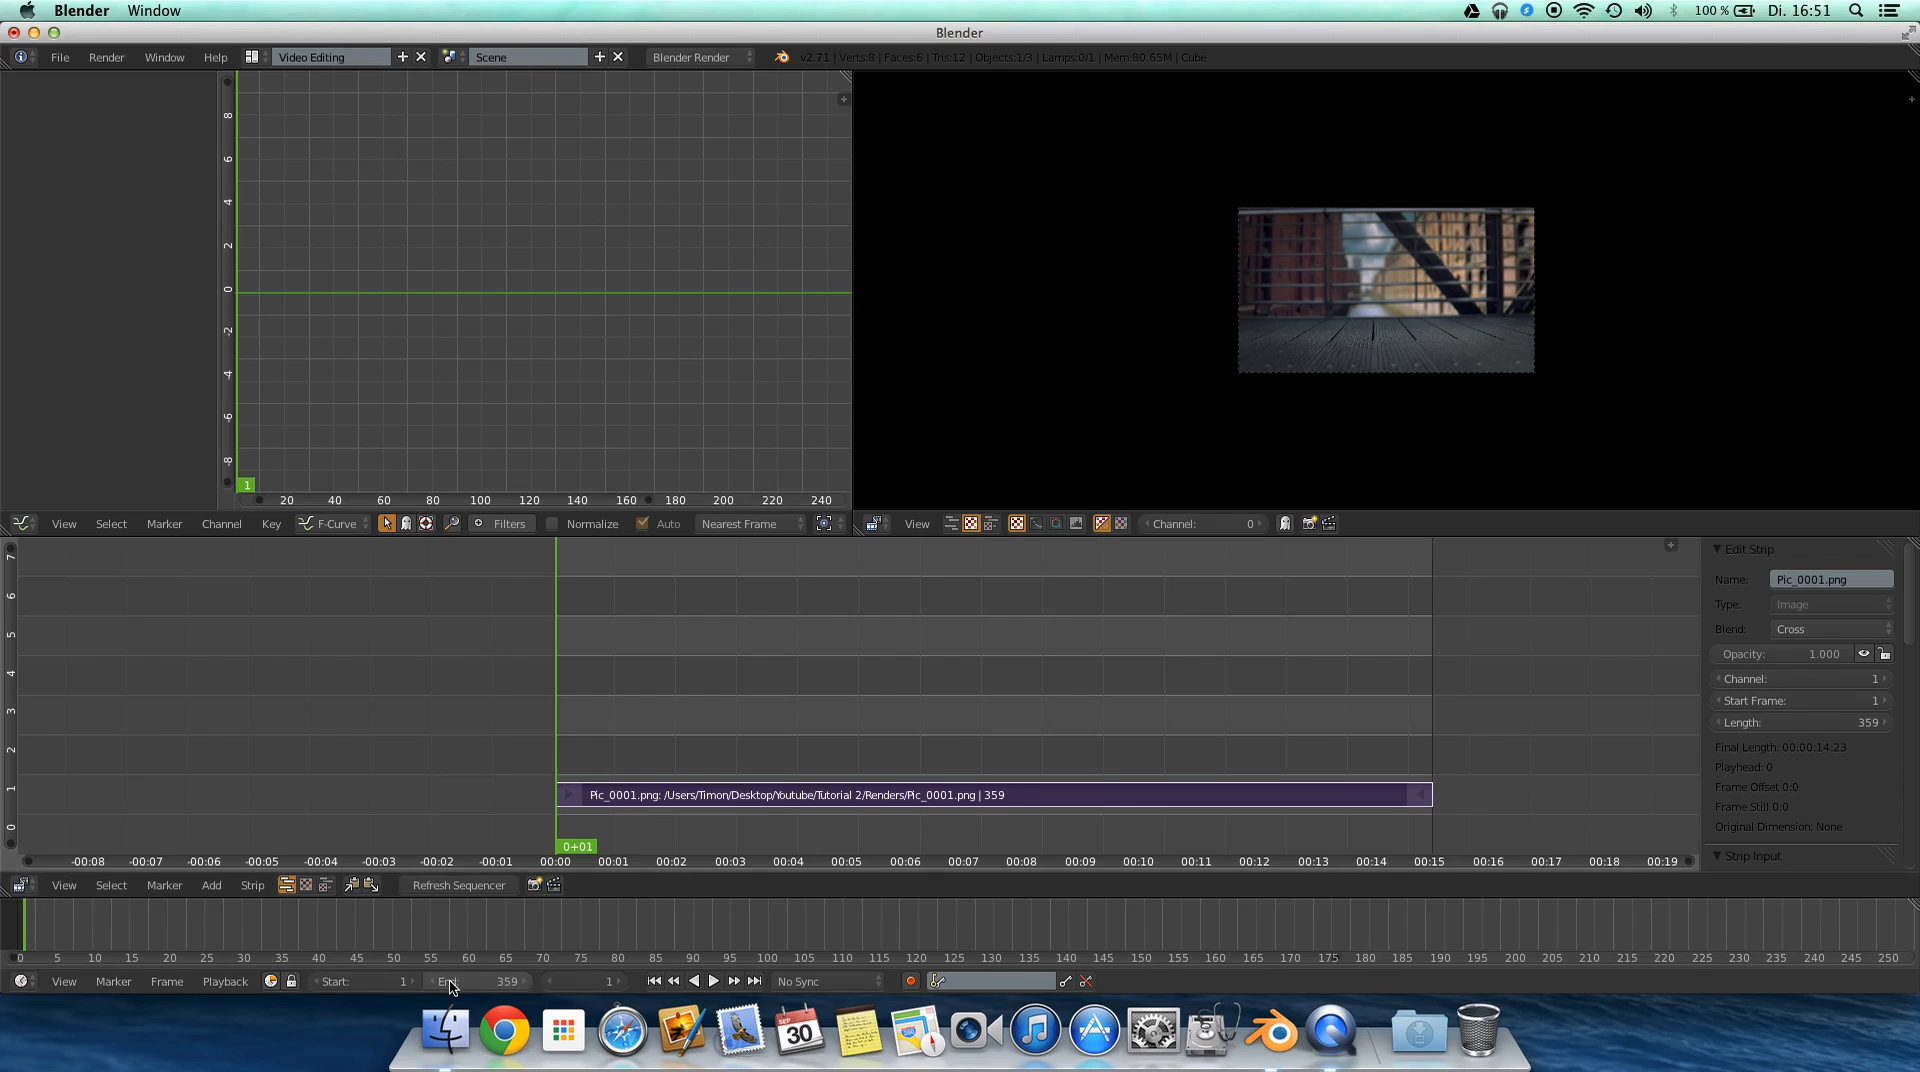 Blender Window 100 % Di. 16:51
Blender
File Render Window Help Video Editing Scene Blender Render v2.71 | Verts:8 | Faces:6 | Tris:12 | Objects:1/3 | Lamps:0/1 | Mem:80.65M | Cube
8
6
4
2
0
-2
-4
-6
-8
1
20 40 60 80 100 120 140 160 180 200 220 240
View Select Marker Channel Key F-Curve Filters Normalize Auto Nearest Frame
View Channel: 0
7
6
5
4
3
2
1
0
Pic_0001.png: /Users/Timon/Desktop/Youtube/Tutorial 2/Renders/Pic_0001.png | 359
0+01
-00:08 -00:07 -00:06 -00:05 -00:04 -00:03 -00:02 -00:01 00:00 00:01 00:02 00:03 00:04 00:05 00:06 00:07 00:08 00:09 00:10 00:11 00:12 00:13 00:14 00:15 00:16 00:17 00:18 00:19
Edit Strip
Name: Pic_0001.png
Type: Image
Blend: Cross
Opacity: 1.000
Channel: 1
Start Frame: 1
Length: 359
Final Length: 00:00:14:23
Playhead: 0
Frame Offset 0:0
Frame Still 0:0
Original Dimension: None
Strip Input
View Select Marker Add Strip Refresh Sequencer
0 5 10 15 20 25 30 35 40 45 50 55 60 65 70 75 80 85 90 95 100 105 110 115 120 125 130 135 140 145 150 155 160 165 170 175 180 185 190 195 200 205 210 215 220 225 230 235 240 245 250
View Marker Frame Playback Start: 1 359 1 No Sync
SEP
30